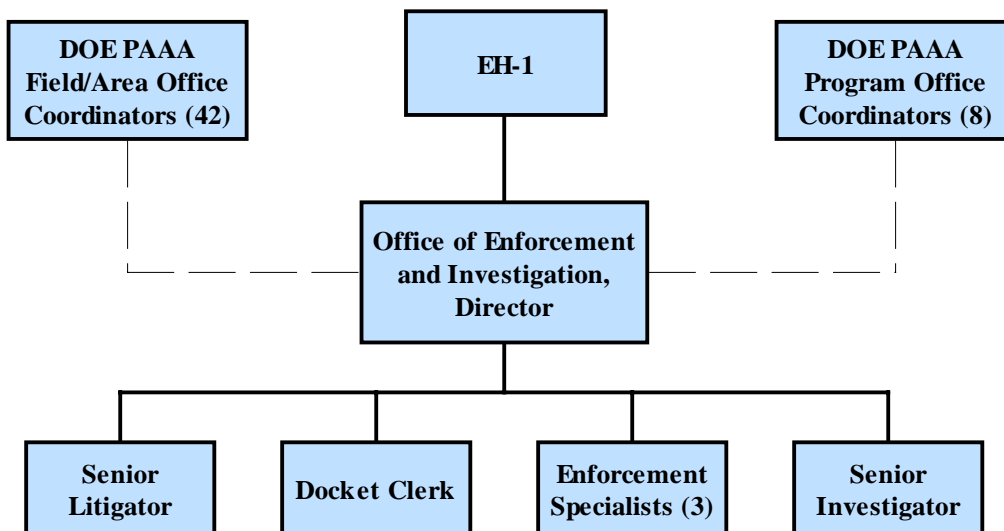 DOE PAAA
Field/Area Office
Coordinators (42)
EH-1
DOE PAAA
Program Office
Coordinators (8)
Office of Enforcement
and Investigation,
Director
Senior
Litigator
Docket Clerk
Enforcement
Specialists (3)
Senior
Investigator